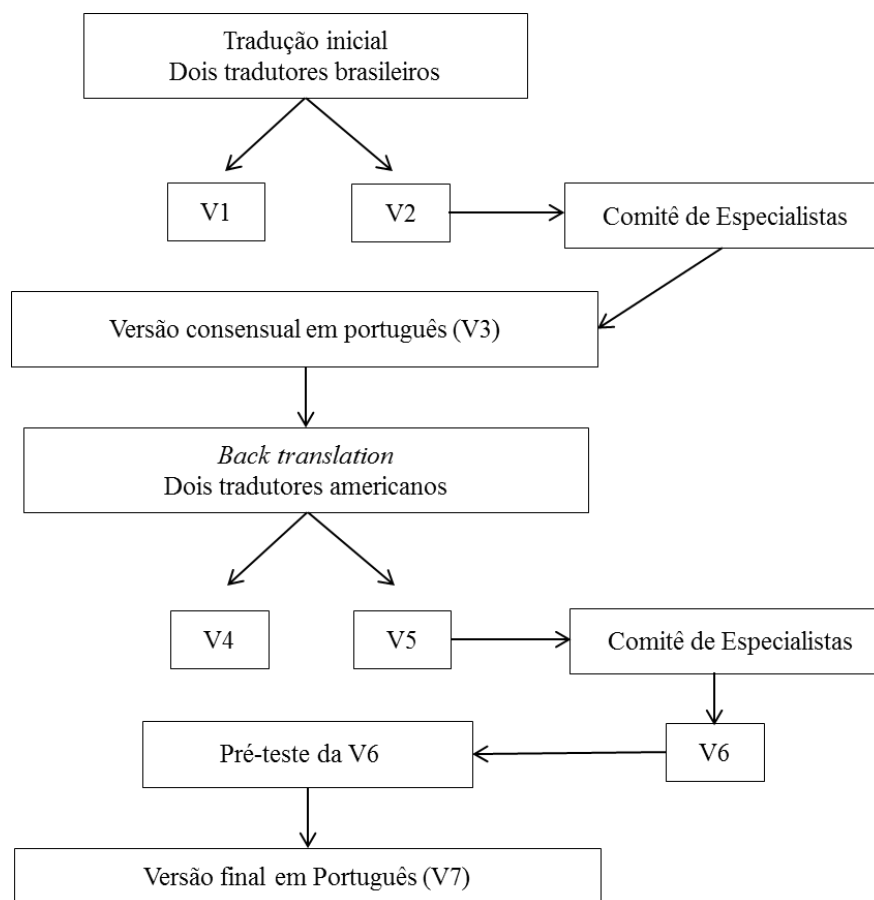 Tradução inicial
Dois tradutores brasileiros
V1
V2
Comitê de Especialistas
Versão consensual em português (V3)
Back translation
Dois tradutores americanos
V4
V5
Comitê de Especialistas
V6
Pré-teste da V6
Versão final em Português (V7)